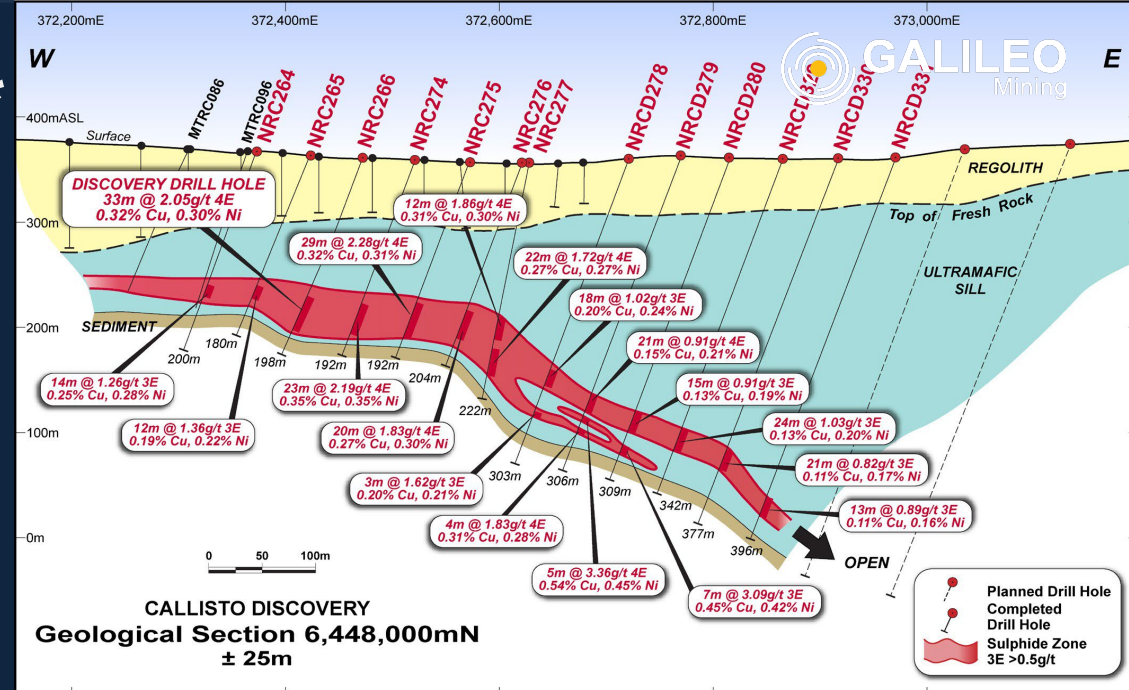 372,200mE
372,400mE
372,600mE
372,800mE
373,000mE
W
E
GALILEO
Mining
400mASL
300m
200m
100m
0m
Surface
MTRC086
MTRC096
NRC264
NRC265
NRC266
NRC274
NRC275
NRC276
NRC277
NRCD278
NRCD279
NRCD280
REGOLITH
Top of Fresh Rock
ULTRAMAFIC
SILL
SEDIMENT
DISCOVERY DRILL HOLE
33m @ 2.05g/t 4E
0.32% Cu, 0.30% Ni
12m @ 1.86g/t 4E
0.31% Cu, 0.30% Ni
29m @ 2.28g/t 4E
0.32% Cu, 0.31% Ni
22m @ 1.72g/t 4E
0.27% Cu, 0.27% Ni
18m @ 1.02g/t 3E
0.20% Cu, 0.24% Ni
21m @ 0.91g/t 4E
0.15% Cu, 0.21% Ni
15m @ 0.91g/t 3E
0.13% Cu, 0.19% Ni
24m @ 1.03g/t 3E
0.13% Cu, 0.20% Ni
21m @ 0.82g/t 3E
0.11% Cu, 0.17% Ni
13m @ 0.89g/t 3E
0.11% Cu, 0.16% Ni
14m @ 1.26g/t 3E
0.25% Cu, 0.28% Ni
12m @ 1.36g/t 3E
0.19% Cu, 0.22% Ni
23m @ 2.19g/t 4E
0.35% Cu, 0.35% Ni
20m @ 1.83g/t 4E
0.27% Cu, 0.30% Ni
3m @ 1.62g/t 3E
0.20% Cu, 0.21% Ni
4m @ 1.83g/t 4E
0.31% Cu, 0.28% Ni
5m @ 3.36g/t 4E
0.54% Cu, 0.45% Ni
7m @ 3.09g/t 3E
0.45% Cu, 0.42% Ni
200m
180m
198m
192m
192m
204m
222m
303m
306m
309m
342m
377m
396m
OPEN
0 50 100m
CALLISTO DISCOVERY
Geological Section 6,448,000mN
± 25m
Planned Drill Hole
Completed
Drill Hole
Sulphide Zone
3E >0.5g/t